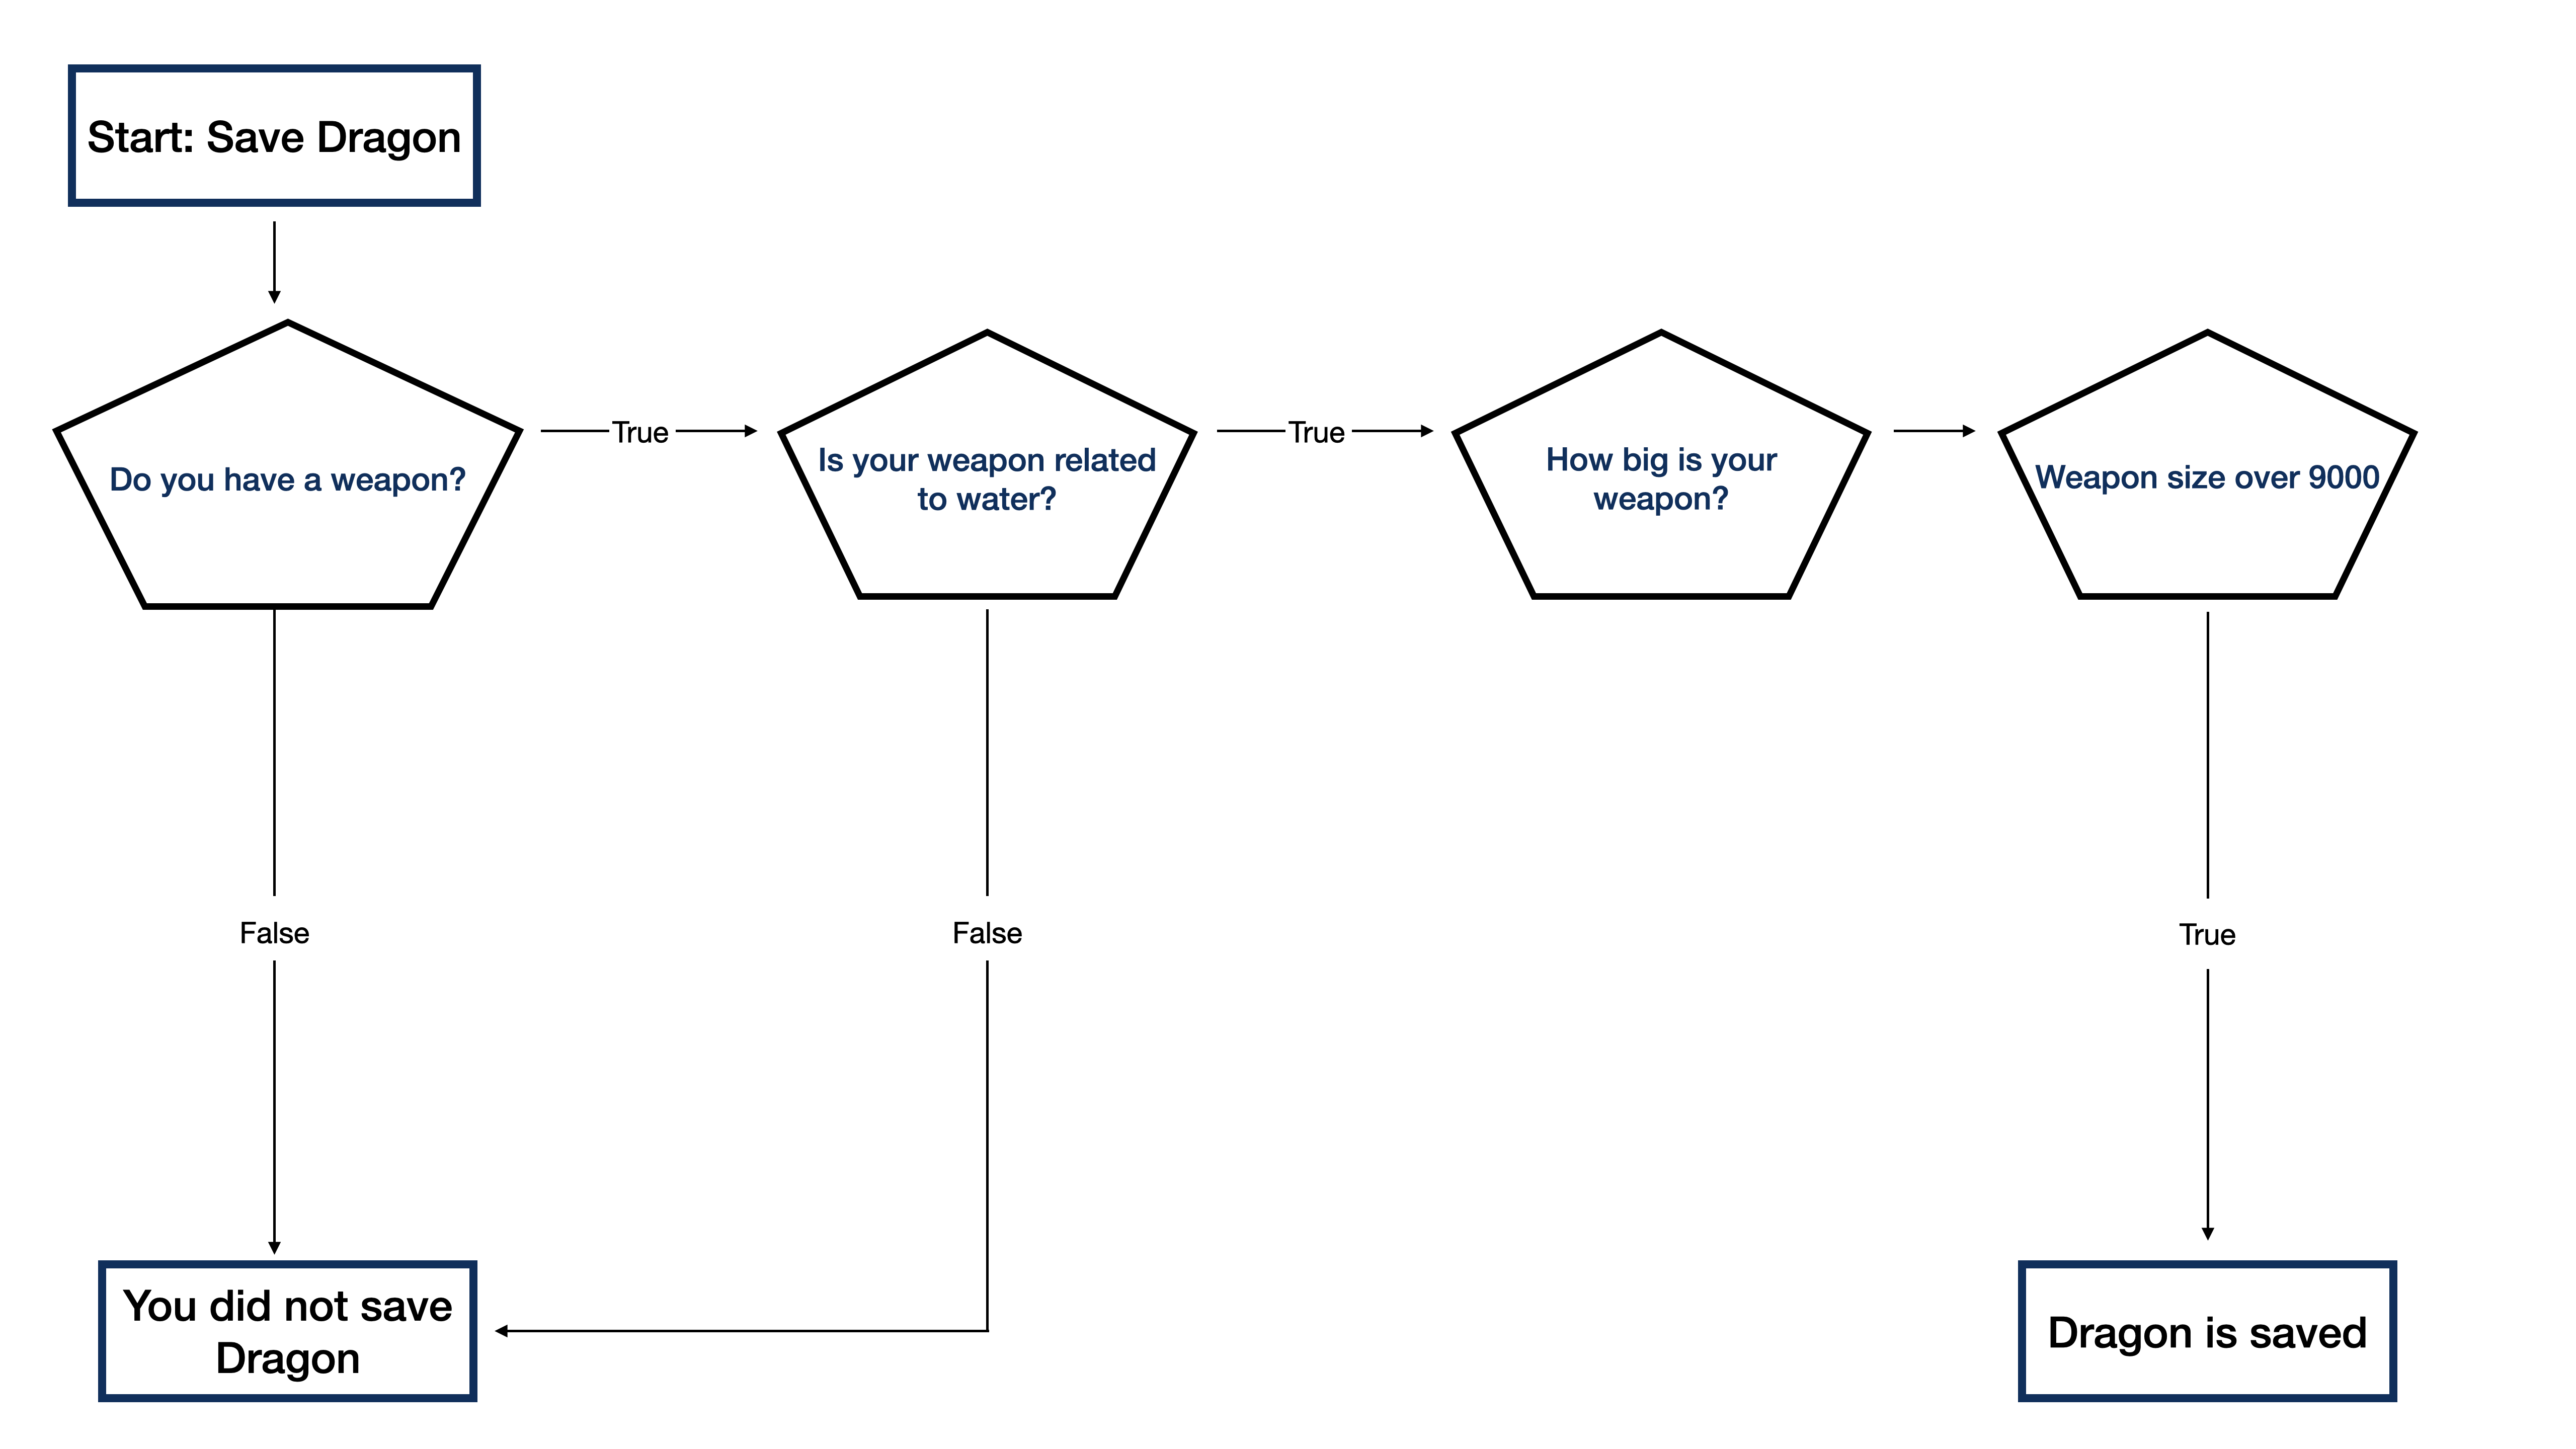 Start: Save Dragon
Do you have a weapon?
True
Is your weapon related
to water?
True
How big is your
weapon?
Weapon size over 9000
False
False
True
You did not save
Dragon
Dragon is saved